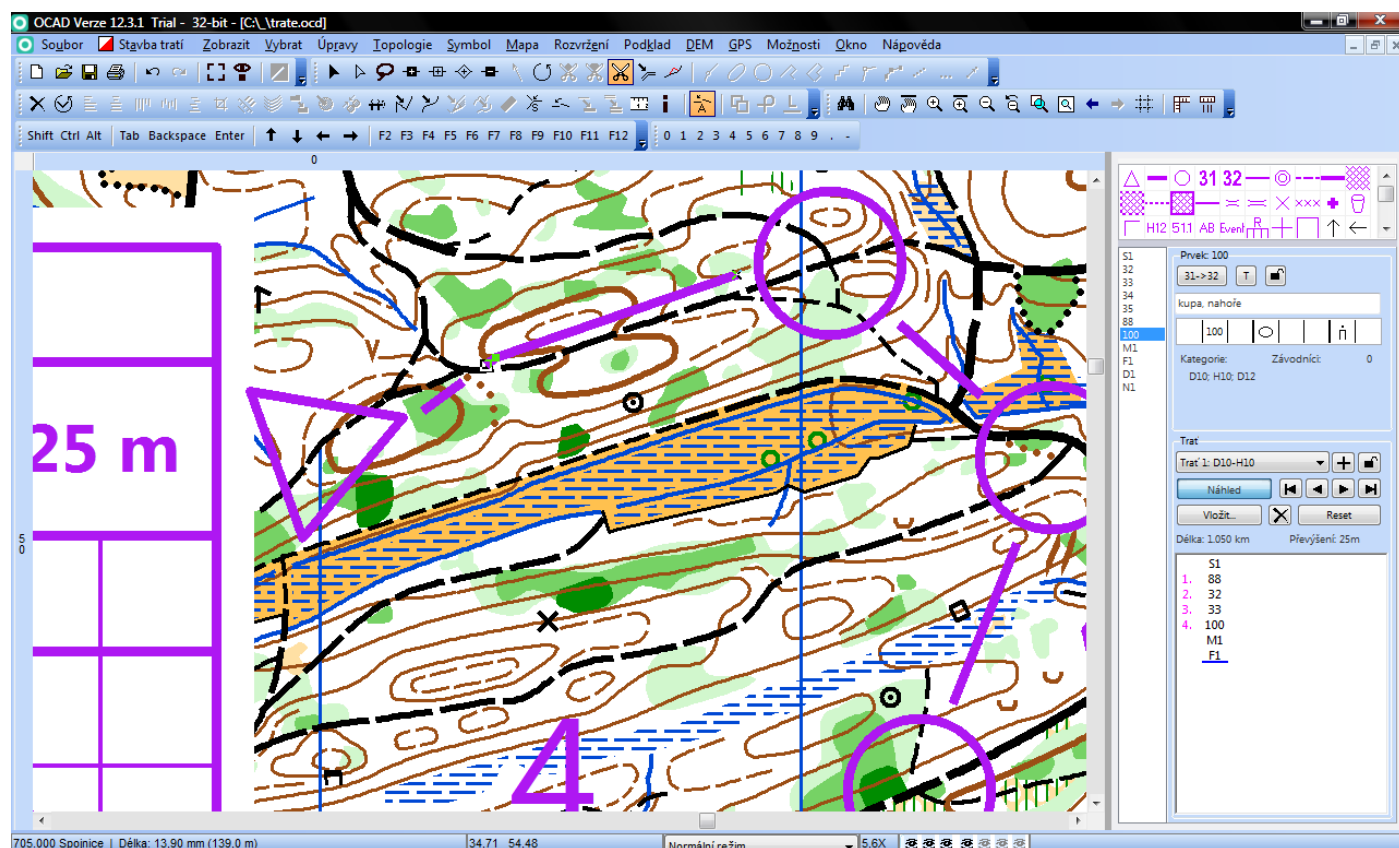 OCAD Verze 12.3.1 Trial - 32-bit - [C:\_\trate.ocd]
Soubor Stavba tratí Zobrazit Vybrat Úpravy Topologie Symbol Mapa Rozvržení Podklad DEM GPS Možnosti Okno Nápověda
Shift Ctrl Alt Tab Backspace Enter F2 F3 F4 F5 F6 F7 F8 F9 F10 F11 F12 0 1 2 3 4 5 6 7 8 9 . -
0
5
0
25 m
4
31 32
H12 51.1 AB Event
S1
32
33
34
35
88
100
M1
F1
D1
N1
Prvek: 100
31->32 T
kupa, nahoře
100
Kategorie: Závodníci: 0
D10; H10; D12
Trať
Trať 1: D10-H10
Náhled
Vložit... Reset
Délka: 1.050 km Převýšení: 25m
S1
1. 88
2. 32
3. 33
4. 100
M1
F1
705.000 Spojnice | Délka: 13.90 mm (139.0 m) 34.71 54.48 Normální režim 5.6X